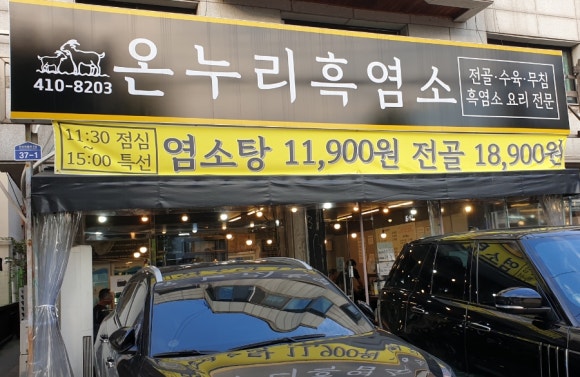 온누리흑염소
410-8203
전골·수육·무침
흑염소 요리 전문
11:30 점심
~
15:00 특선
염소탕 11,900원 전골 18,900원
37-1